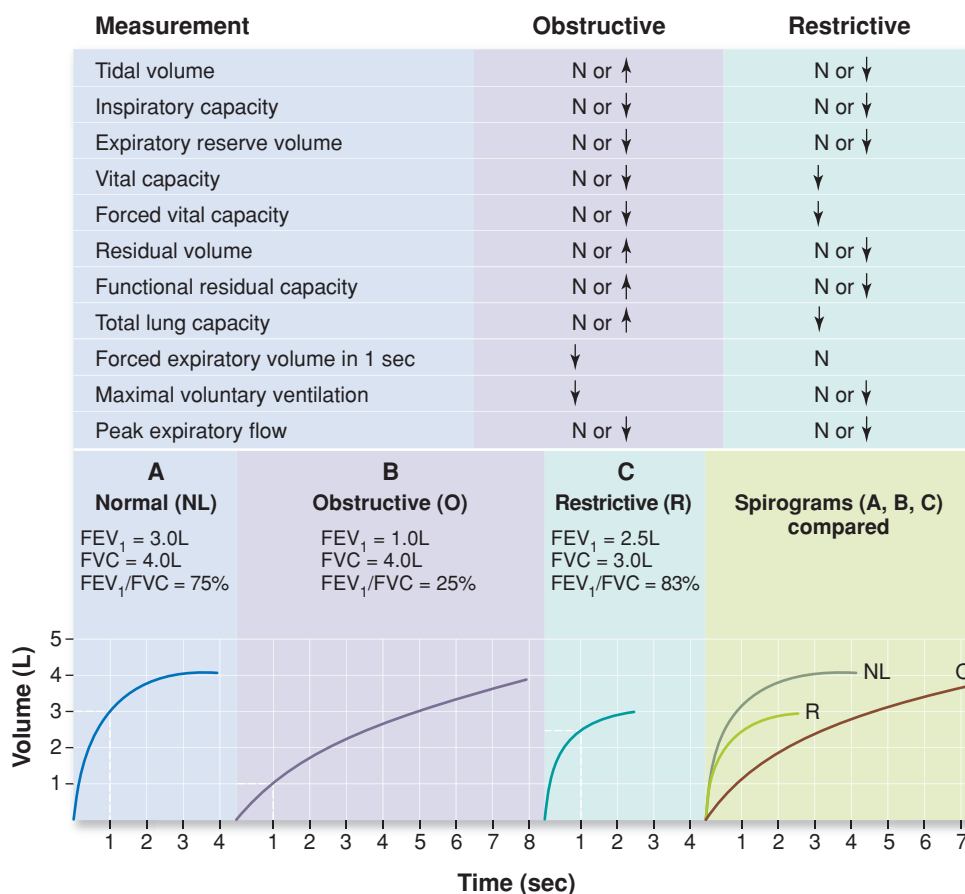 Measurement Obstructive Restrictive
Tidal volume N or ↑ N or ↓
Inspiratory capacity N or ↓ N or ↓
Expiratory reserve volume N or ↓ N or ↓
Vital capacity N or ↓ ↓
Forced vital capacity N or ↓ ↓
Residual volume N or ↑ N or ↓
Functional residual capacity N or ↑ N or ↓
Total lung capacity N or ↑ ↓
Forced expiratory volume in 1 sec ↓ N
Maximal voluntary ventilation ↓ N or ↓
Peak expiratory flow N or ↓ N or ↓
A
Normal (NL)
FEV₁ = 3.0L
FVC = 4.0L
FEV₁/FVC = 75%
B
Obstructive (O)
FEV₁ = 1.0L
FVC = 4.0L
FEV₁/FVC = 25%
C
Restrictive (R)
FEV₁ = 2.5L
FVC = 3.0L
FEV₁/FVC = 83%
Spirograms (A, B, C)
compared
Volume (L)
5
4
3
2
1
NL
O
R
1 2 3 4 1 2 3 4 5 6 7 8 1 2 3 4 1 2 3 4 5 6 7
Time (sec)